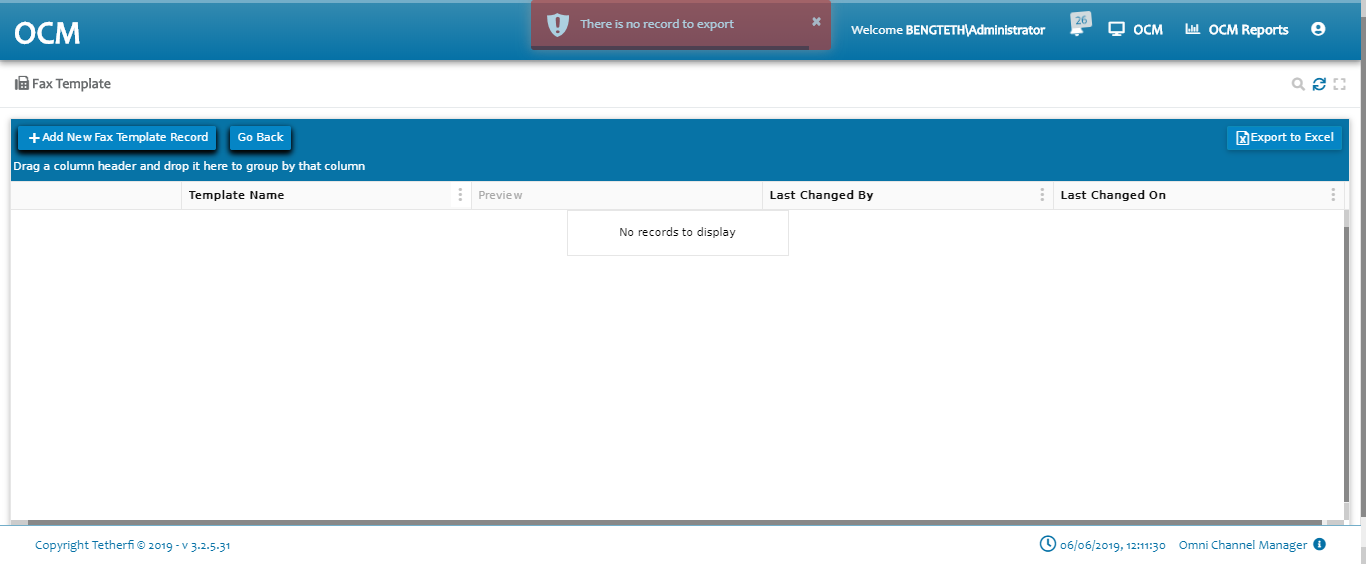 OCM
There is no record to export
Welcome BENGTETH\Administrator
26
OCM
OCM Reports
Fax Template
Add New Fax Template Record
Go Back
Export to Excel
Drag a column header and drop it here to group by that column
Template Name
Preview
Last Changed By
Last Changed On
No records to display
Copyright Tetherfi © 2019 - v 3.2.5.31
06/06/2019, 12:11:30
Omni Channel Manager